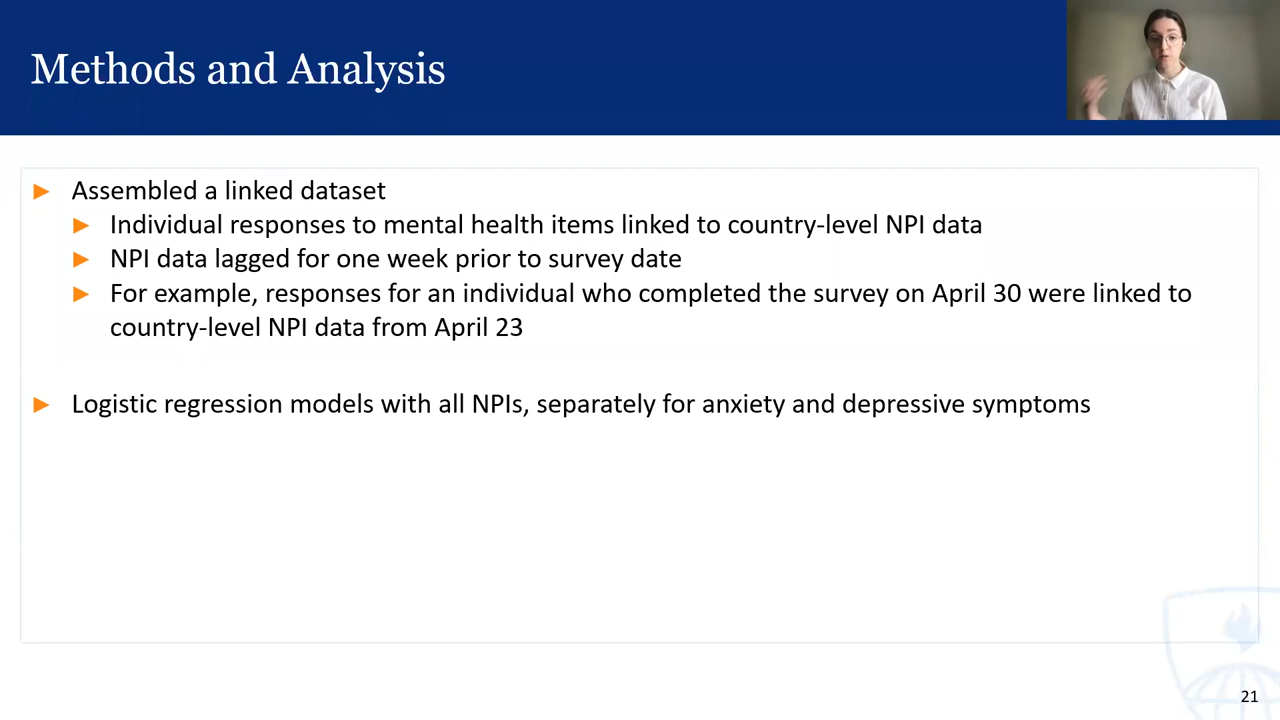 Methods and Analysis
► Assembled a linked dataset
► Individual responses to mental health items linked to country-level NPI data
► NPI data lagged for one week prior to survey date
► For example, responses for an individual who completed the survey on April 30 were linked to
country-level NPI data from April 23
► Logistic regression models with all NPIs, separately for anxiety and depressive symptoms
21